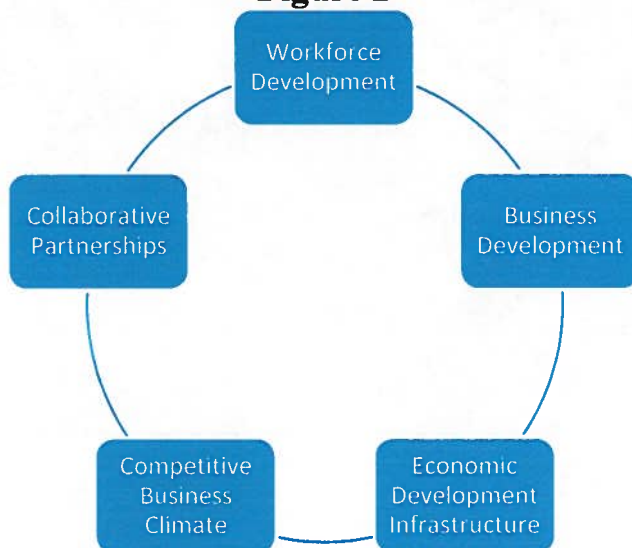 Workforce
Development
Business
Development
Economic
Development
Infrastructure
Competitive
Business
Climate
Collaborative
Partnerships